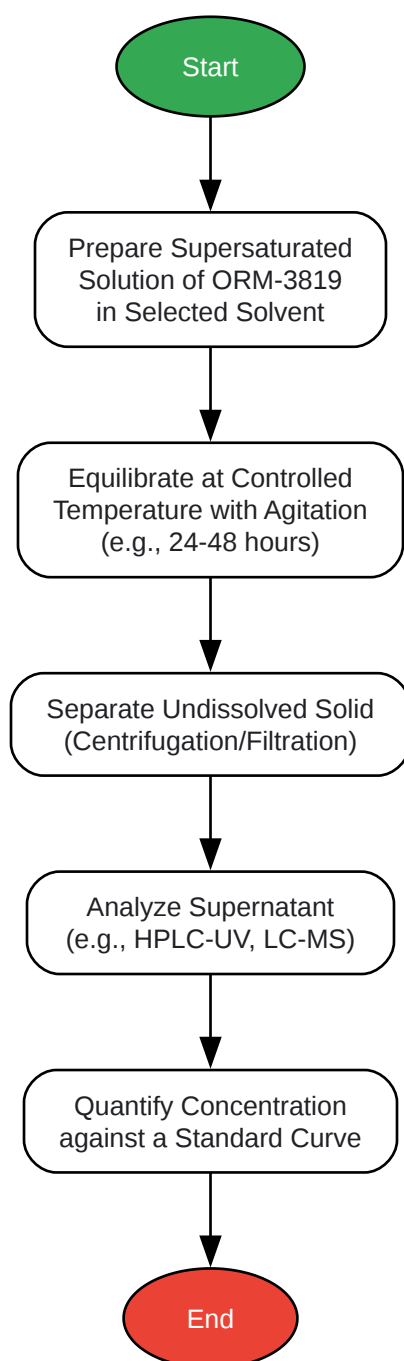 Start
Prepare Supersaturated
Solution of ORM-3819
in Selected Solvent
Equilibrate at Controlled
Temperature with Agitation
(e.g., 24-48 hours)
Separate Undissolved Solid
(Centrifugation/Filtration)
Analyze Supernatant
(e.g., HPLC-UV, LC-MS)
Quantify Concentration
against a Standard Curve
End